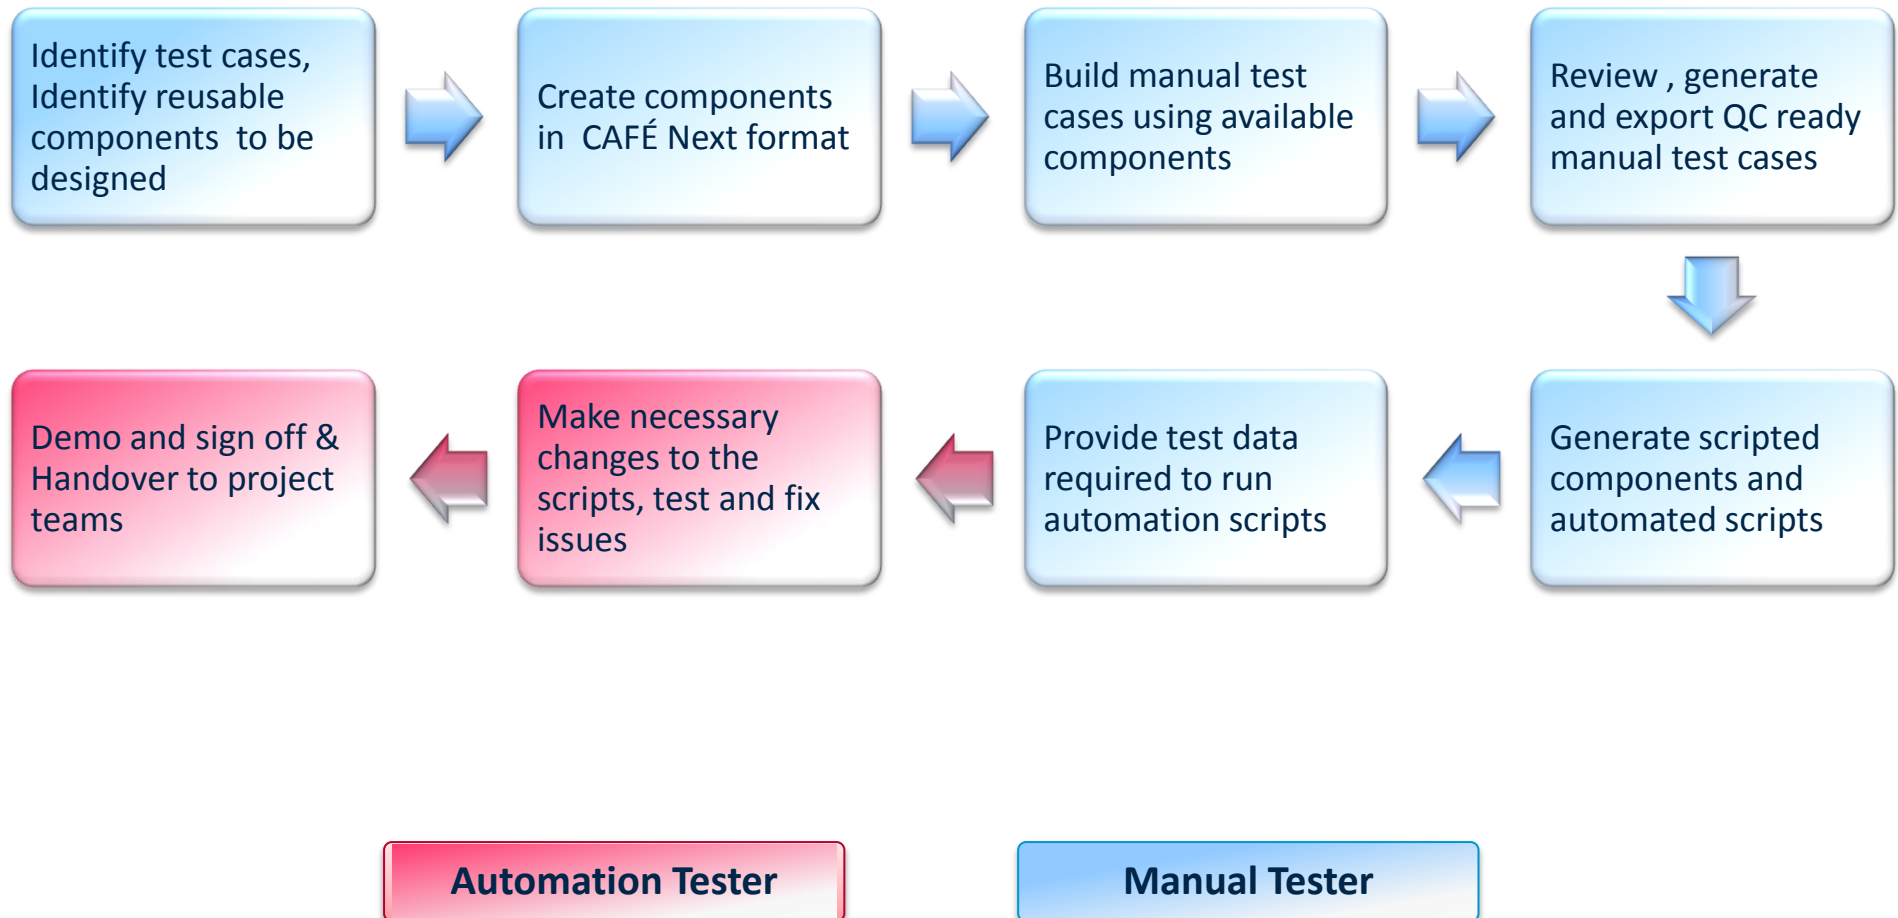 Identify test cases,
Identify reusable
components  to be
designed
Create components
in  CAFÉ Next format
Build manual test
cases using available
components
Review , generate
and export QC ready
manual test cases
Demo and sign off &
Handover to project
teams
Make necessary
changes to the
scripts, test and fix
issues
Provide test data
required to run
automation scripts
Generate scripted
components and
automated scripts
Automation Tester
Manual Tester